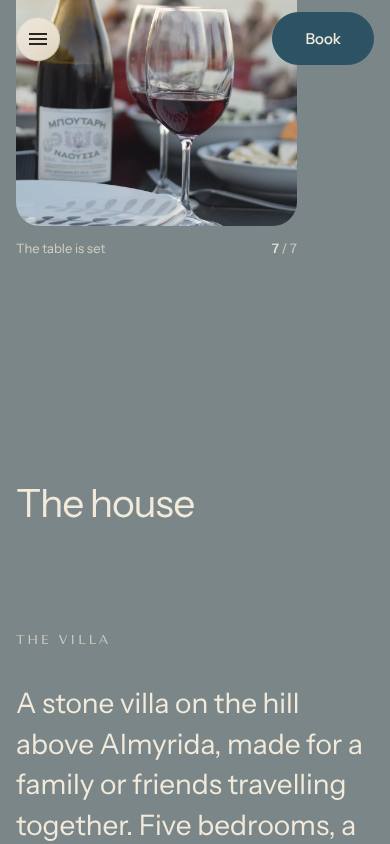 Book
ΜΠΟΥΤΑΡΗ
ΝΑΟΥΣΣΑ
The table is set
7 / 7
The house
THE VILLA
A stone villa on the hill
above Almyrida, made for a
family or friends travelling
together. Five bedrooms, a